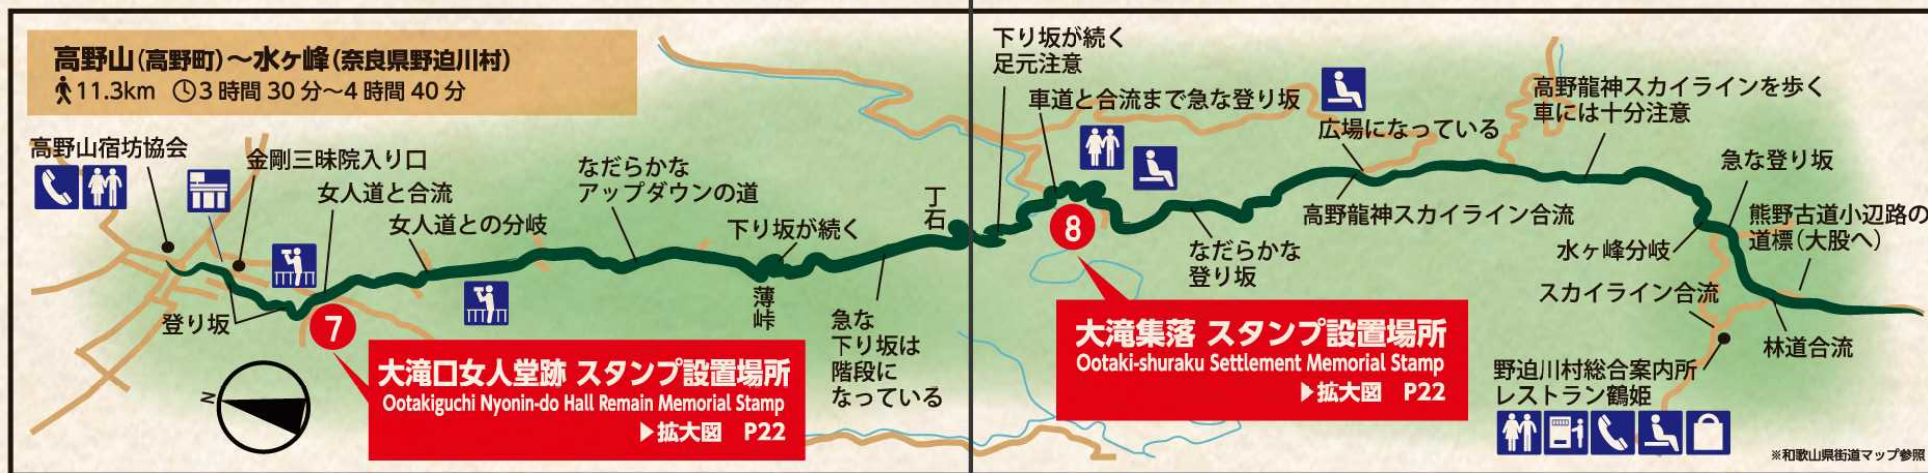 高野山(高野町)～水ヶ峰(奈良県野迫川村)
11.3km 3時間30分～4時間40分
高野山宿坊協会
金剛三昧院入り口
女人道と合流
登り坂
女人道との分岐
なだらかな
アップダウンの道
下り坂が続く
薄峠
急な
下り坂は
階段に
なっている
丁石
N
7
大滝口女人堂跡 スタンプ設置場所
Ootakiguchi Nyonin-do Hall Remain Memorial Stamp
▶拡大図 P22
下り坂が続く
足元注意
車道と合流まで急な登り坂
広場になっている
高野龍神スカイラインを歩く
車には十分注意
急な登り坂
高野龍神スカイライン合流
なだらかな
登り坂
水ヶ峰分岐
熊野古道小辺路の
道標(大股へ)
スカイライン合流
林道合流
8
大滝集落 スタンプ設置場所
Ootaki-shuraku Settlement Memorial Stamp
▶拡大図 P22
野迫川村総合案内所
レストラン鶴姫
※和歌山県街道マップ参照